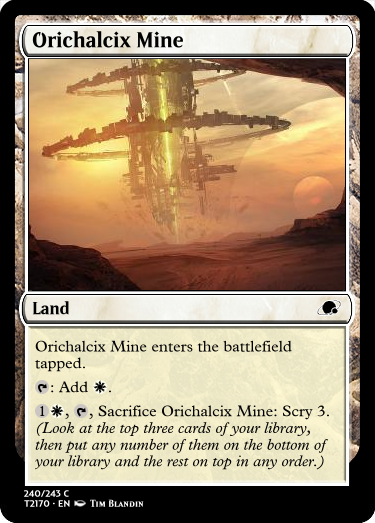 Orichalcix Mine
Land
Orichalcix Mine enters the battlefield
tapped.
: Add .
1, , Sacrifice Orichalcix Mine: Scry 3.
(Look at the top three cards of your library,
then put any number of them on the bottom of
your library and the rest on top in any order.)
240/243 C
T2170 • EN Tim Blandin